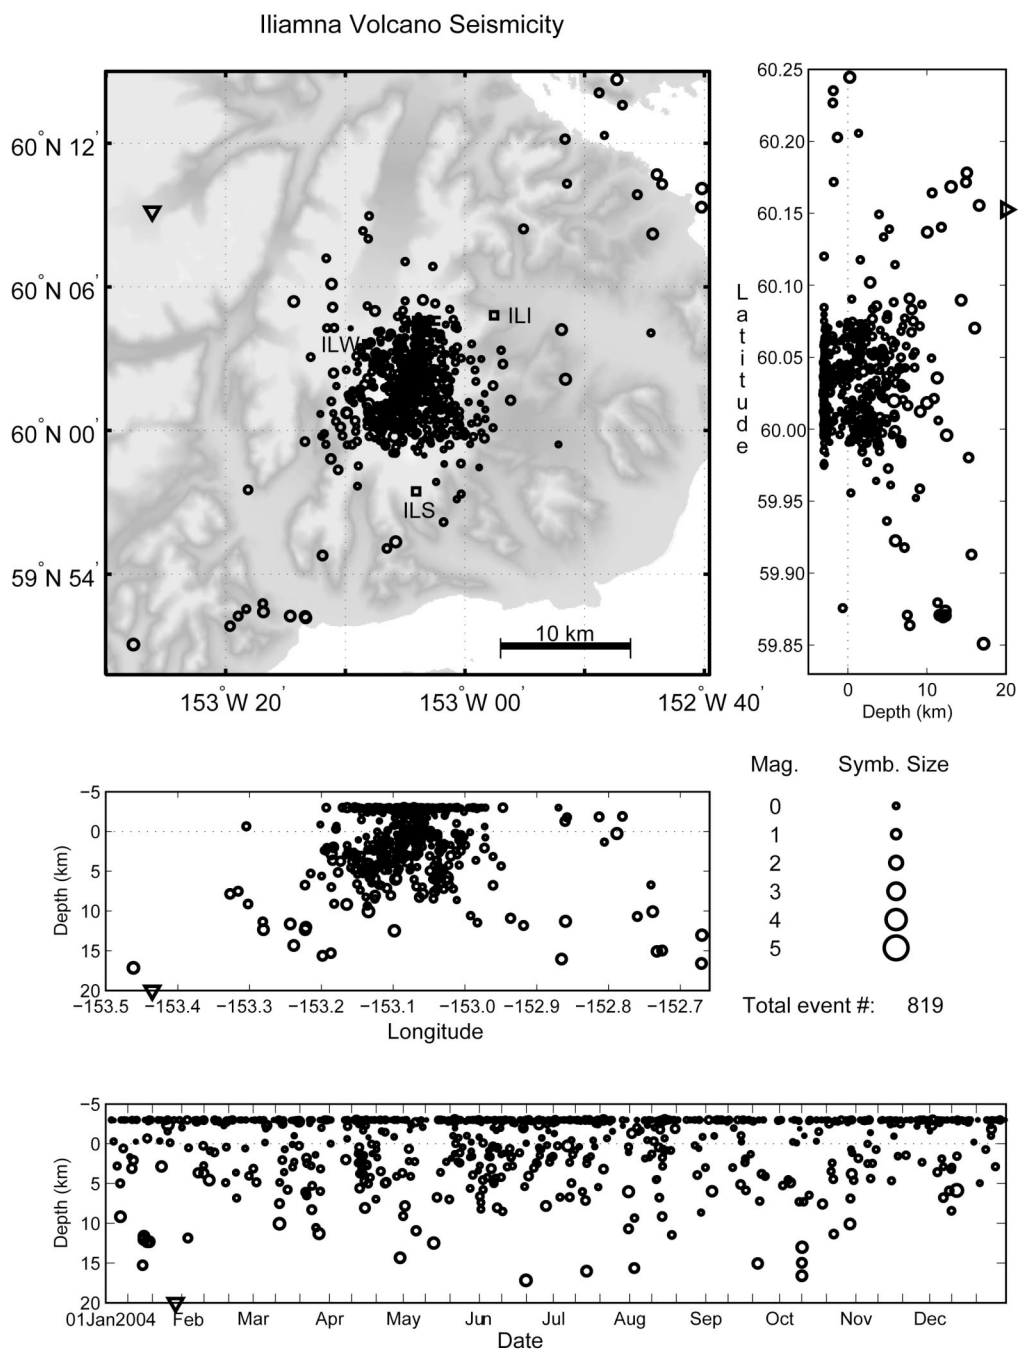 Iliamna Volcano Seismicity
60°N 12'
60°N 06'
60°N 00'
59°N 54'
ILI
ILW
ILS
10 km
153°W 20'
153°W 00'
152°W 40'
60.25
60.20
60.15
60.10
60.05
60.00
59.95
59.90
59.85
Latitude
0 10 20
Depth (km)
Mag. Symb. Size
0
1
2
3
4
5
Total event #: 819
−5
0
5
10
15
20
Depth (km)
−153.5 −153.4 −153.3 −153.2 −153.1 −153.0 −152.9 −152.8 −152.7
Longitude
−5
0
5
10
15
20
Depth (km)
01Jan2004 Feb Mar Apr May Jun Jul Aug Sep Oct Nov Dec
Date